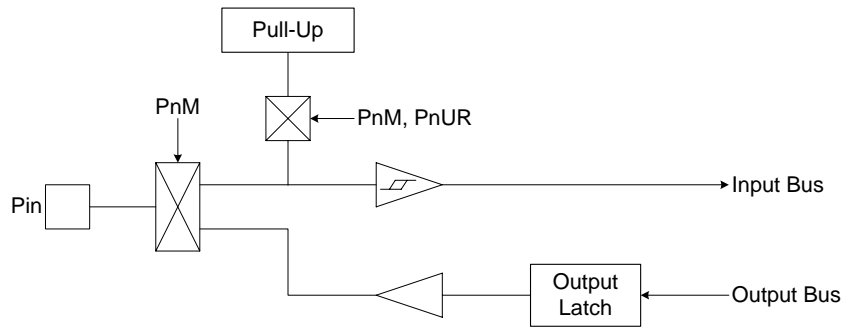 Pull-Up
PnM
PnM, PnUR
Pin
Input Bus
Output
Latch
Output Bus